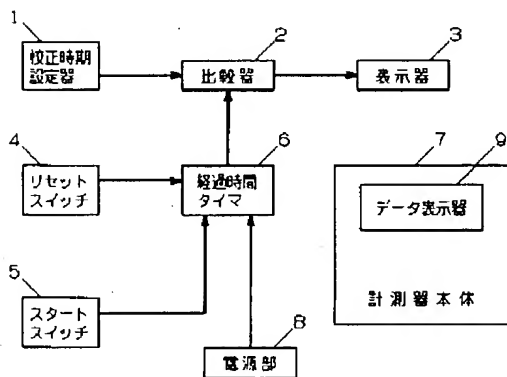 1
校正時期
設定器
2
比較器
3
表示器
4
リセット
スイッチ
6
経過時間
タイマ
7
9
データ表示器
計測器本体
5
スタート
スイッチ
8
電源部